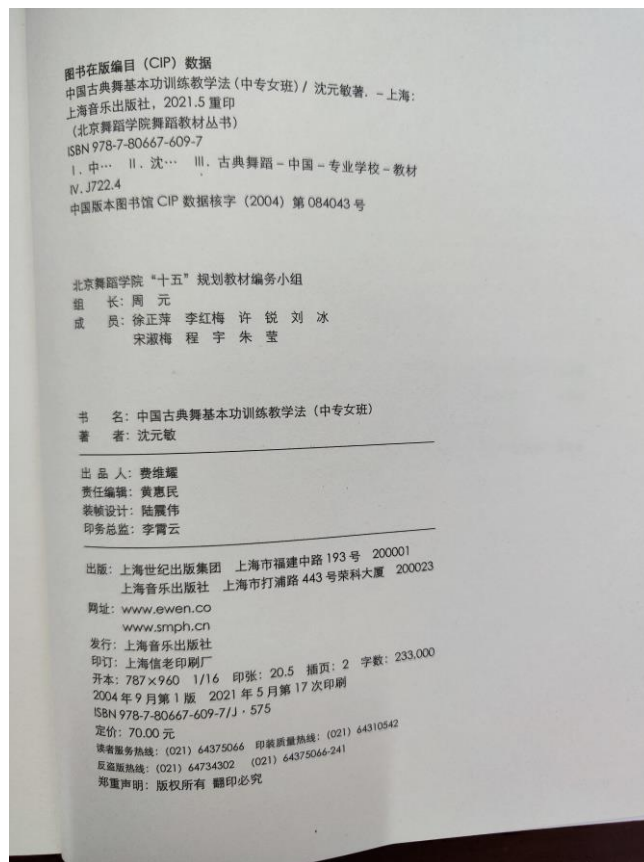 图书在版编目（CIP）数据
中国古典舞基本功训练教学法（中专女班）/ 沈元敏著. －上海：
上海音乐出版社，2021.5 重印
（北京舞蹈学院舞蹈教材丛书）
ISBN 978-7-80667-609-7
Ⅰ. 中… Ⅱ. 沈… Ⅲ. 古典舞蹈－中国－专业学校－教材
Ⅳ. J722.4
中国版本图书馆 CIP 数据核字（2004）第 084043 号
北京舞蹈学院“十五”规划教材编务小组
组　长：周　元
成　员：徐正萍　李红梅　许　锐　刘　冰
宋淑梅　程　宇　朱　莹
书　名：中国古典舞基本功训练教学法（中专女班）
著　者：沈元敏
出 品 人：费维耀
责任编辑：黄惠民
装帧设计：陆震伟
印务总监：李霄云
出版：上海世纪出版集团　上海市福建中路 193 号　200001
上海音乐出版社　上海市打浦路 443 号荣科大厦　200023
网址：www.ewen.co
www.smph.cn
发行：上海音乐出版社
印订：上海信老印刷厂
开本：787×960　1/16　印张：20.5　插页：2　字数：233,000
2004 年 9 月第 1 版　2021 年 5 月第 17 次印刷
ISBN 978-7-80667-609-7/J · 575
定价：70.00 元
读者服务热线：（021）64375066　印装质量热线：（021）64310542
反盗版热线：（021）64734302　（021）64375066-241
郑重声明：版权所有 翻印必究